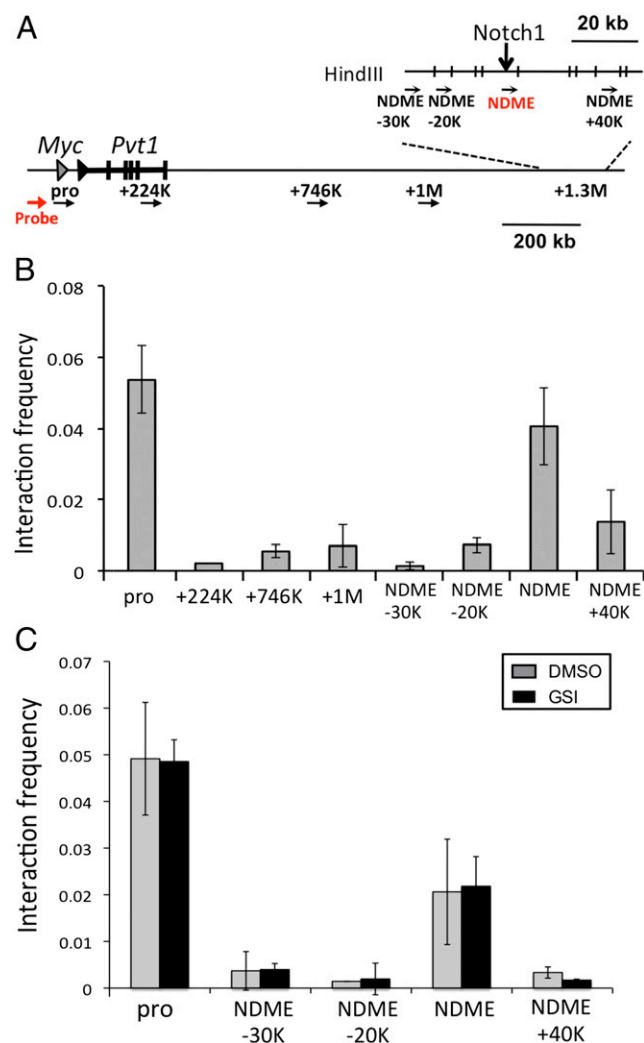 A
Notch1
20 kb
HindIII
NDME NDME NDME NDME
-30K -20K +40K
Myc Pvt1
pro +224K +746K +1M +1.3M
Probe
200 kb
B
0.08
0.06
0.04
0.02
0
Interaction frequency
pro +224K +746K +1M NDME NDME NDME NDME
-30K -20K +40K
C
0.07
0.06
0.05
0.04
0.03
0.02
0.01
0
Interaction frequency
DMSO
GSI
pro NDME NDME NDME NDME
-30K -20K +40K